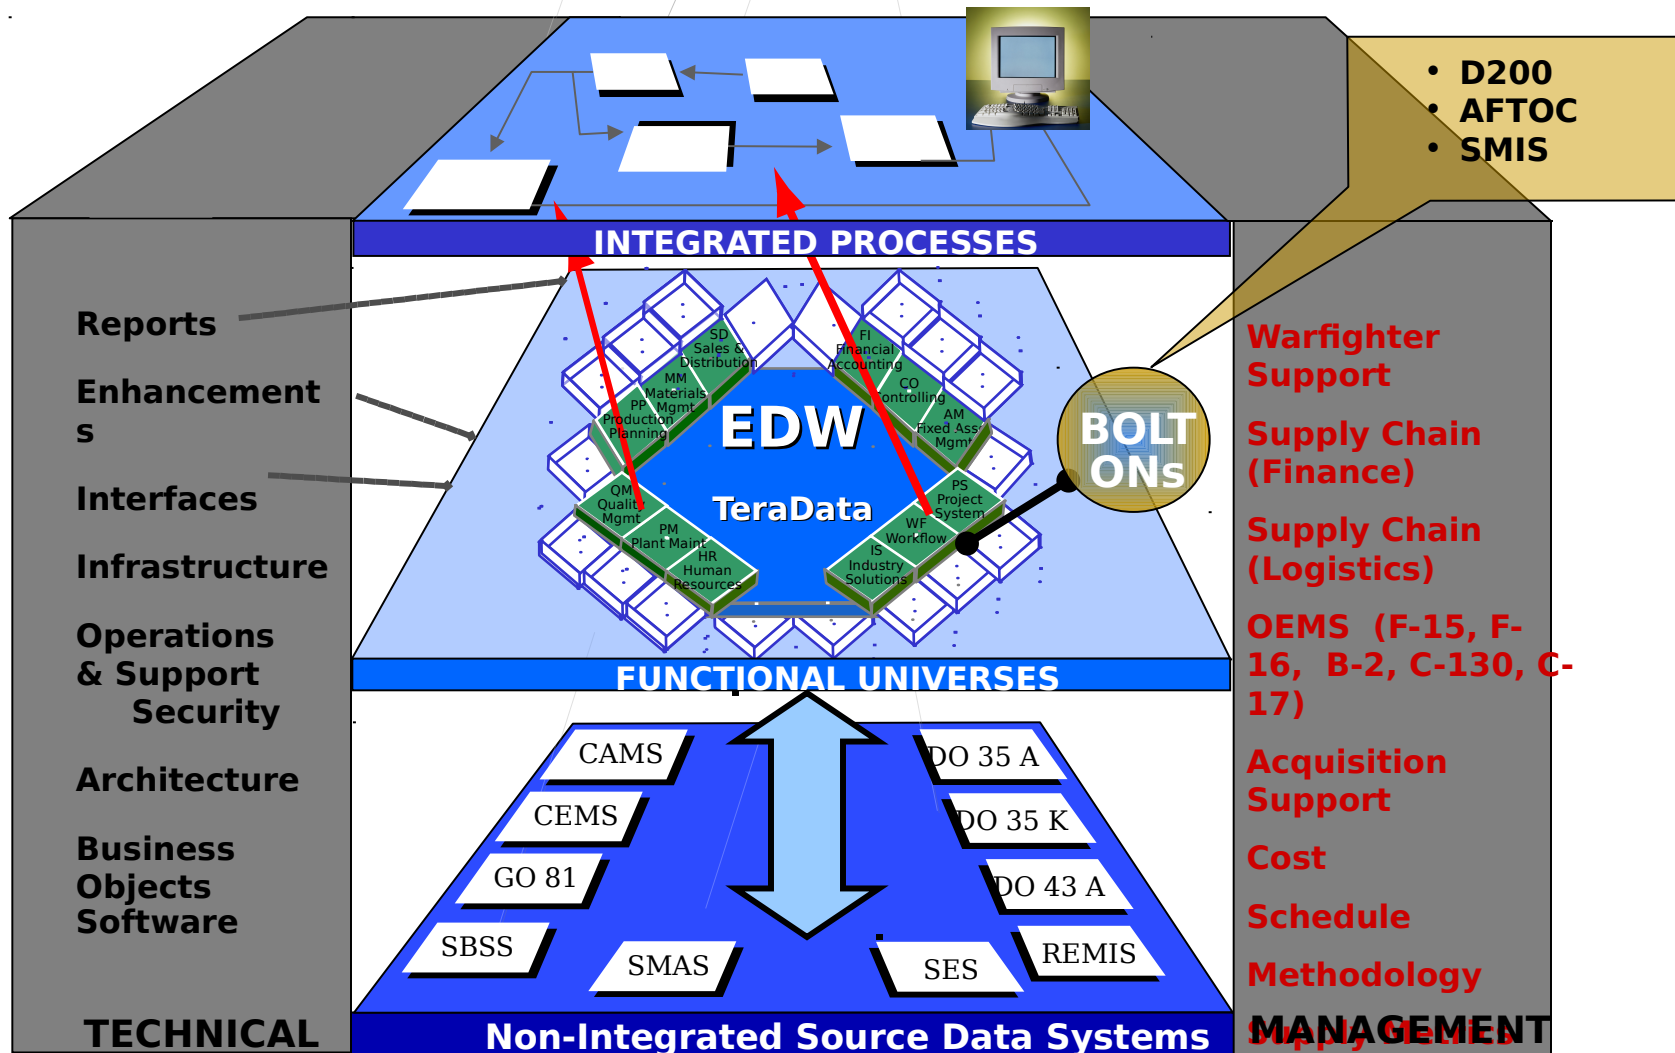 • D200
• AFTOC
• SMIS
INTEGRATED PROCESSES
Reports
Enhancement
s
Interfaces
Infrastructure
Operations
& Support
Security
Architecture
Business
Objects
Software
TECHNICAL
SD
Sales &
Distribution
MM
Materials
Mgmt
PP
Production
Planning
FI
Financial
Accounting
CO
Controlling
AM
Fixed Ass
Mgmt
EDW
TeraData
QM
Quality
Mgmt
PM
Plant Maint
HR
Human
Resources
PS
Project
System
WF
Workflow
IS
Industry
Solutions
BOLT
ONs
FUNCTIONAL UNIVERSES
CAMS
CEMS
GO 81
SBSS
SMAS
SES
DO 35 A
DO 35 K
DO 43 A
REMIS
Non-Integrated Source Data Systems
Warfighter
Support
Supply Chain
(Finance)
Supply Chain
(Logistics)
OEMS (F-15, F-
16, B-2, C-130, C-
17)
Acquisition
Support
Cost
Schedule
Methodology
Supply Metrics
MANAGEMENT